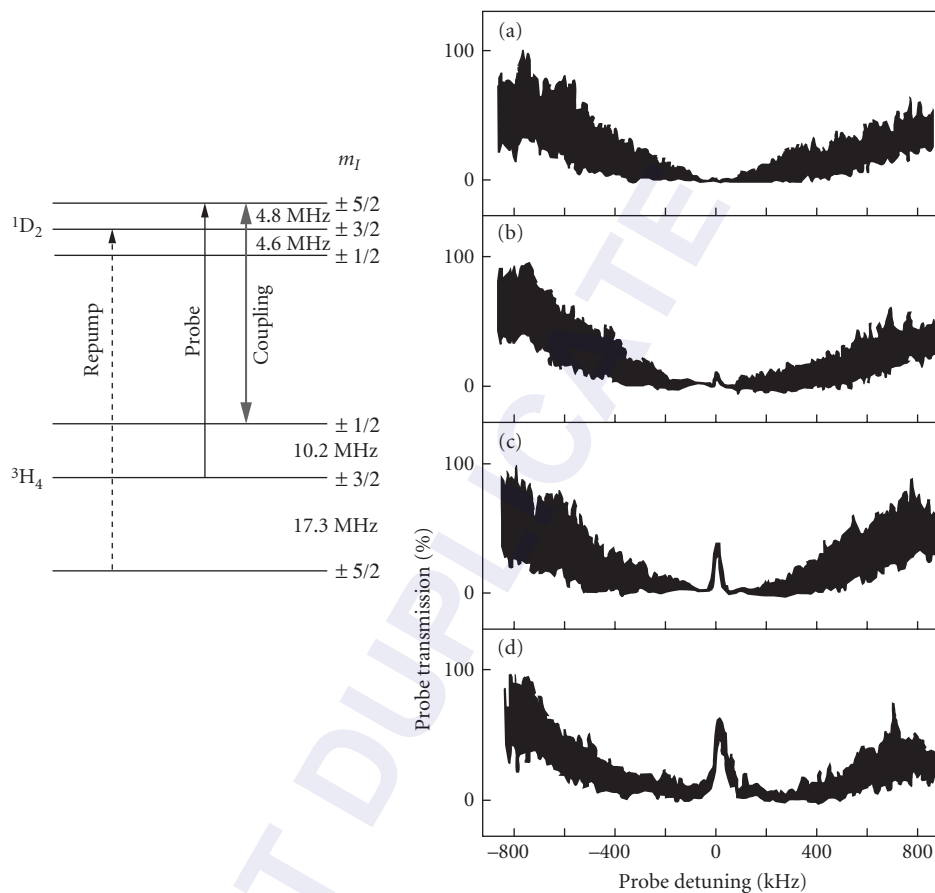 m_I
± 5/2
4.8 MHz
¹D₂
± 3/2
4.6 MHz
± 1/2
Repump
Probe
Coupling
± 1/2
10.2 MHz
³H₄
± 3/2
17.3 MHz
± 5/2
Probe transmission (%)
(a)
100
0
(b)
100
0
(c)
100
0
(d)
100
0
−800 −400 0 400 800
Probe detuning (kHz)
T DUPLICATE